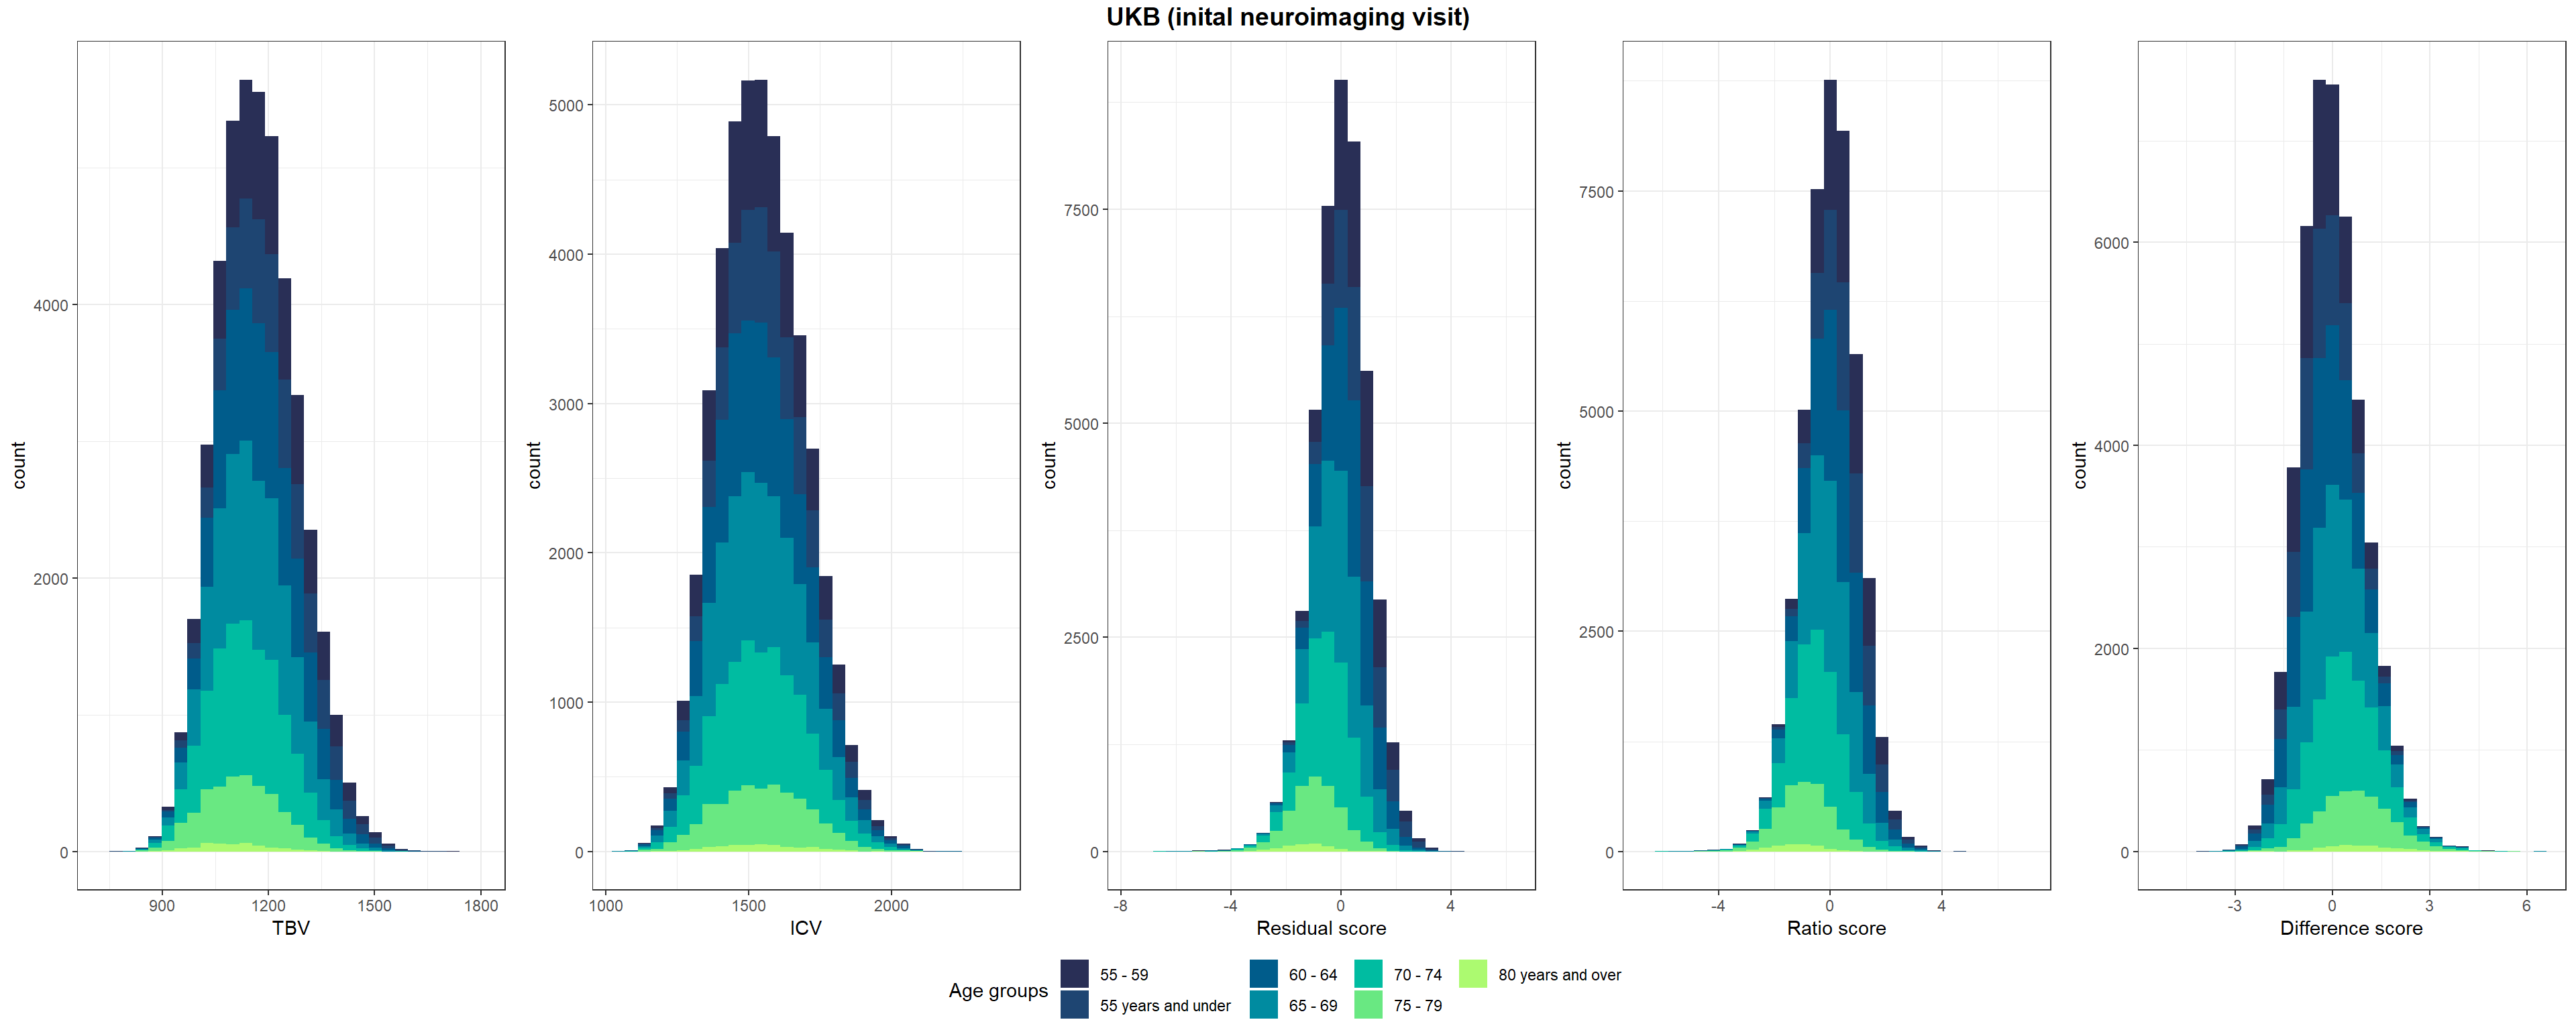 UKB (inital neuroimaging visit)
count
4000
2000
0
900 1200 1500 1800
TBV
count
5000
4000
3000
2000
1000
0
1000 1500 2000
ICV
count
7500
5000
2500
0
-8 -4 0 4
Residual score
count
7500
5000
2500
0
-4 0 4
Ratio score
count
6000
4000
2000
0
-3 0 3 6
Difference score
Age groups
55 - 59
55 years and under
60 - 64
65 - 69
70 - 74
75 - 79
80 years and over